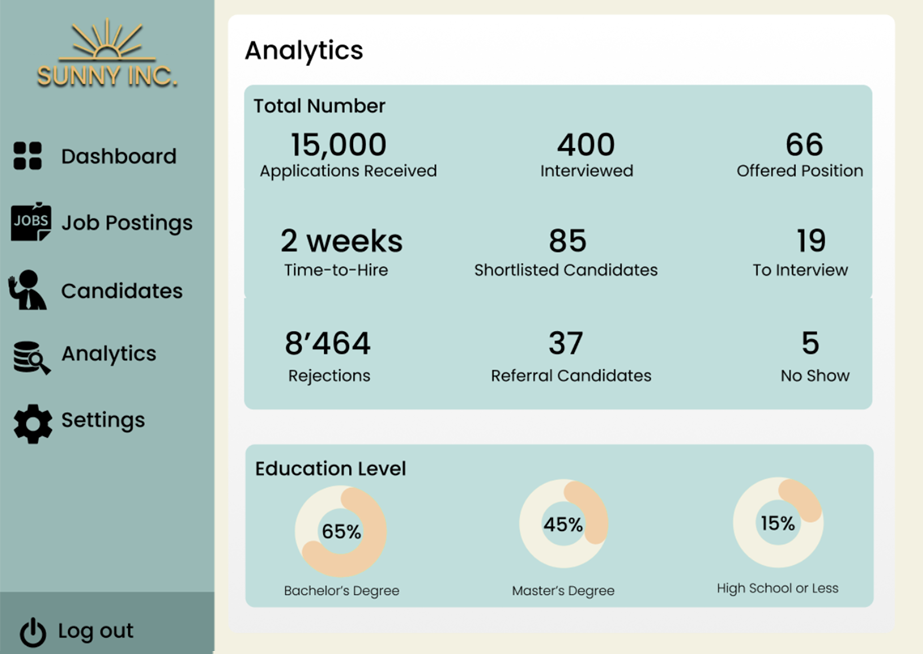 SUNNY INC.
Dashboard
JOBS
Job Postings
Candidates
Analytics
Settings
Log out
Analytics
Total Number
15,000
Applications Received
400
Interviewed
66
Offered Position
2 weeks
Time-to-Hire
85
Shortlisted Candidates
19
To Interview
8’464
Rejections
37
Referral Candidates
5
No Show
Education Level
65%
Bachelor’s Degree
45%
Master’s Degree
15%
High School or Less